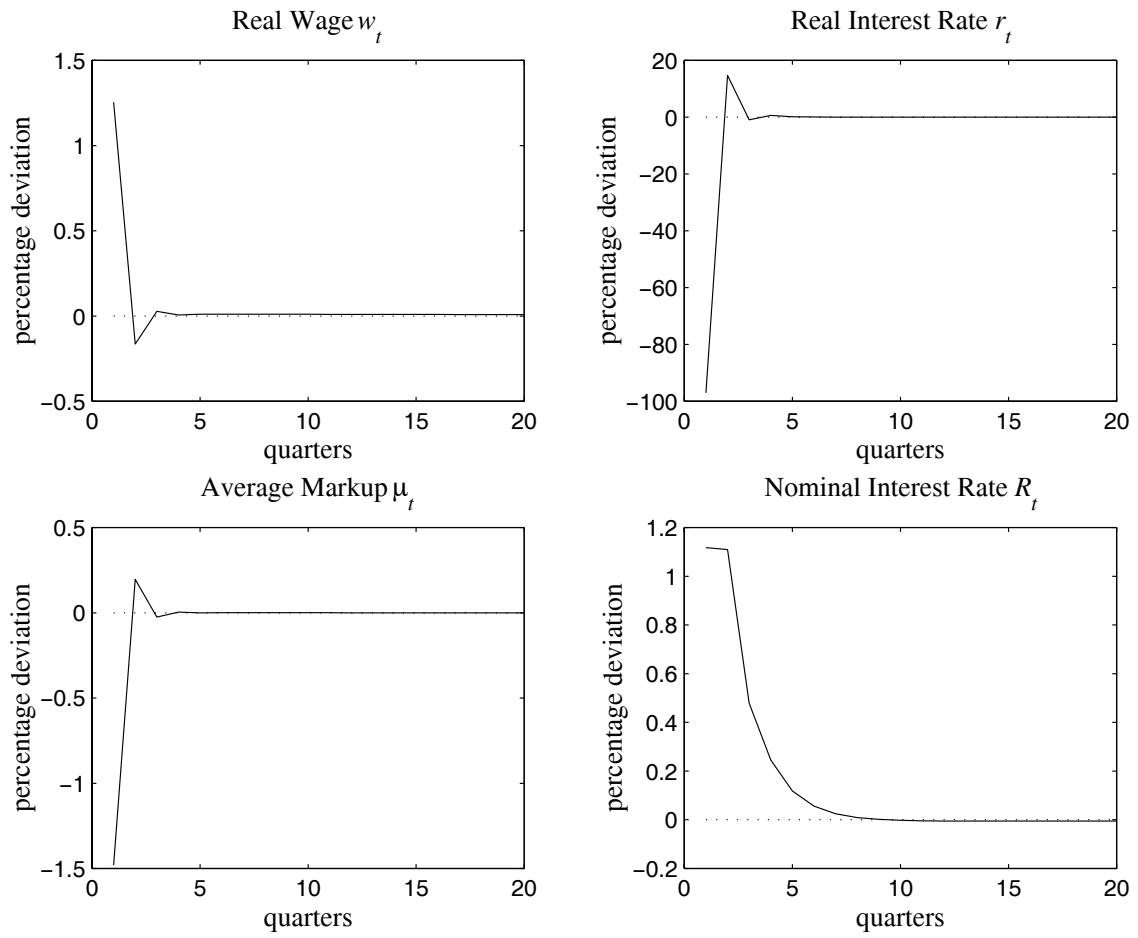 Real Wage w_t
percentage deviation
1.5
1
0.5
0
−0.5
0 5 10 15 20
quarters
Real Interest Rate r_t
percentage deviation
20
0
−20
−40
−60
−80
−100
0 5 10 15 20
quarters
Average Markup μ_t
percentage deviation
0.5
0
−0.5
−1
−1.5
0 5 10 15 20
quarters
Nominal Interest Rate R_t
percentage deviation
1.2
1
0.8
0.6
0.4
0.2
0
−0.2
0 5 10 15 20
quarters